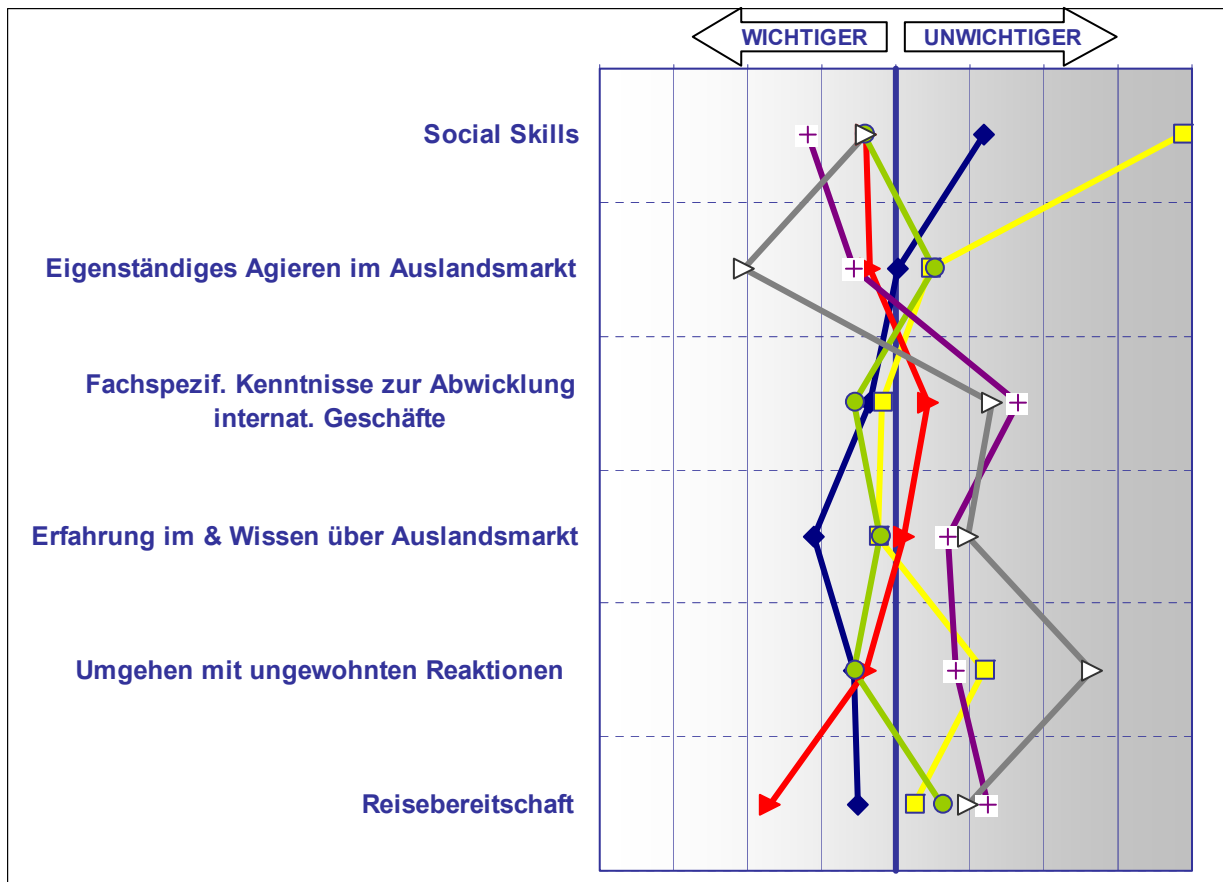 WICHTIGER
UNWICHTIGER
Social Skills
Eigenständiges Agieren im Auslandsmarkt
Fachspezif. Kenntnisse zur Abwicklung
internat. Geschäfte
Erfahrung im & Wissen über Auslandsmarkt
Umgehen mit ungewohnten Reaktionen
Reisebereitschaft